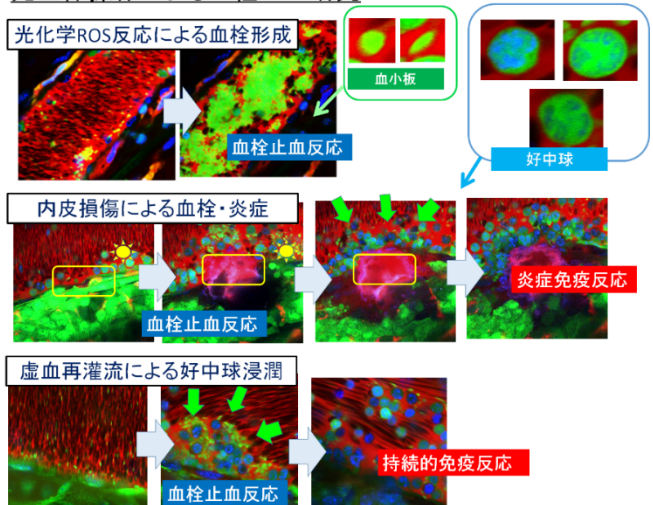 光化学ROS反応による血栓形成
血小板
血栓止血反応
好中球
内皮損傷による血栓・炎症
血栓止血反応
炎症免疫反応
虚血再灌流による好中球浸潤
血栓止血反応
持続的免疫反応